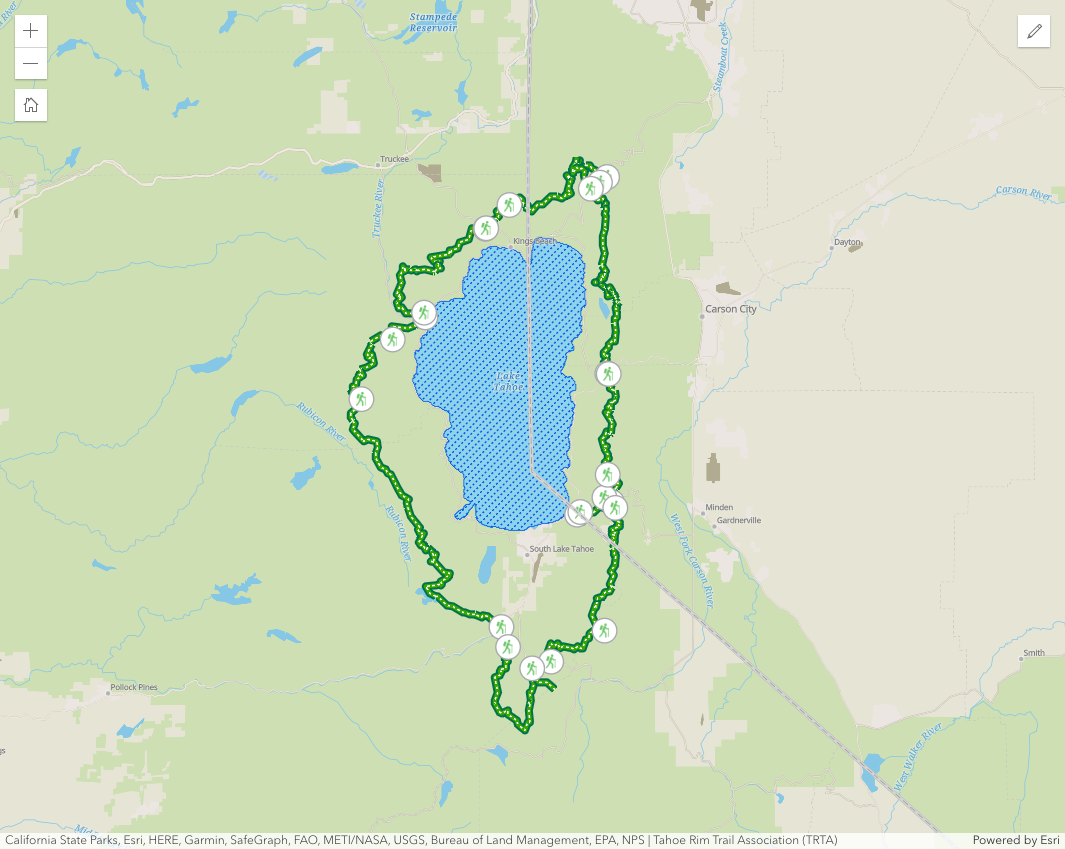 Stampede
Reservoir
Steamboat Creek
Truckee
Truckee River
Carson River
Dayton
Kings Beach
Carson City
Lake
Tahoe
Rubicon River
Rubicon River
Minden
Gardnerville
West Fork Carson River
South Lake Tahoe
Smith
Pollock Pines
West Walker River
California State Parks, Esri, HERE, Garmin, SafeGraph, FAO, METI/NASA, USGS, Bureau of Land Management, EPA, NPS | Tahoe Rim Trail Association (TRTA)
Powered by Esri